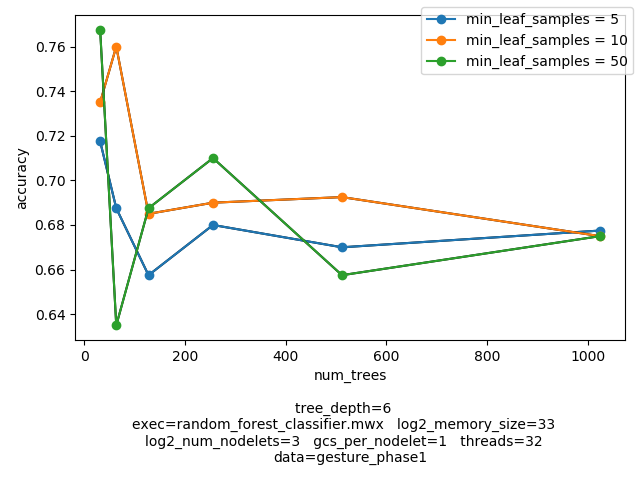 min_leaf_samples = 5
min_leaf_samples = 10
min_leaf_samples = 50
0.76
0.74
0.72
0.70
0.68
0.66
0.64
accuracy
0 200 400 600 800 1000
num_trees
tree_depth=6
exec=random_forest_classifier.mwx log2_memory_size=33
log2_num_nodelets=3 gcs_per_nodelet=1 threads=32
data=gesture_phase1